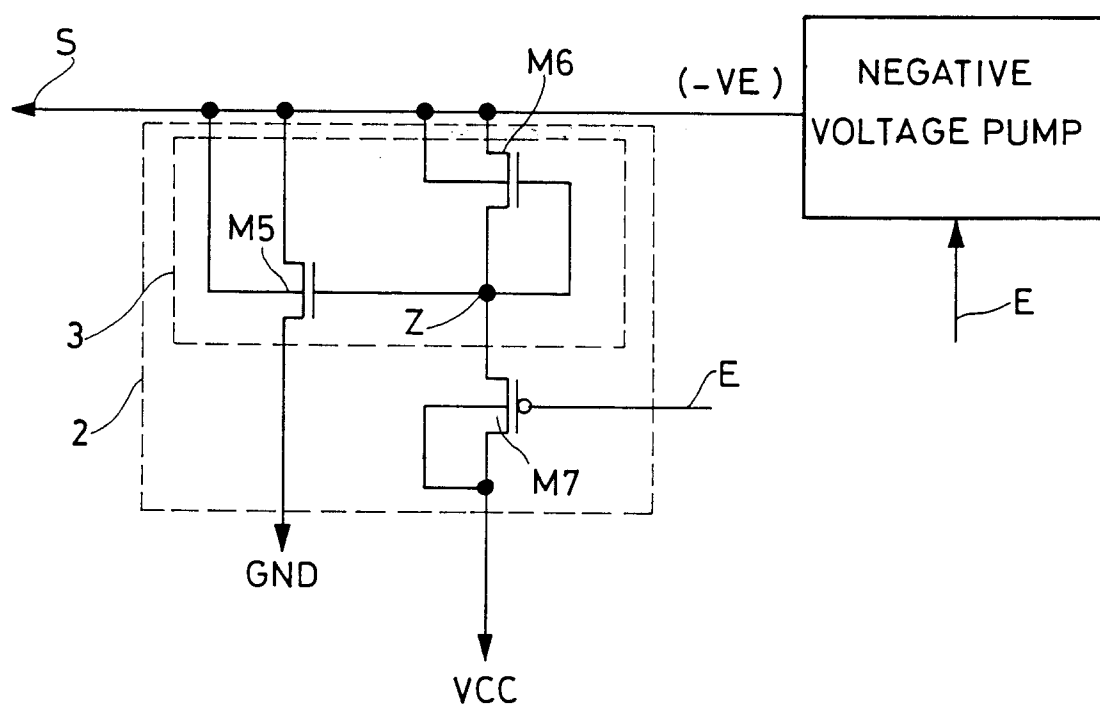 S
M6
(-VE)
NEGATIVE
VOLTAGE PUMP
M5
3
Z
E
E
2
M7
GND
VCC